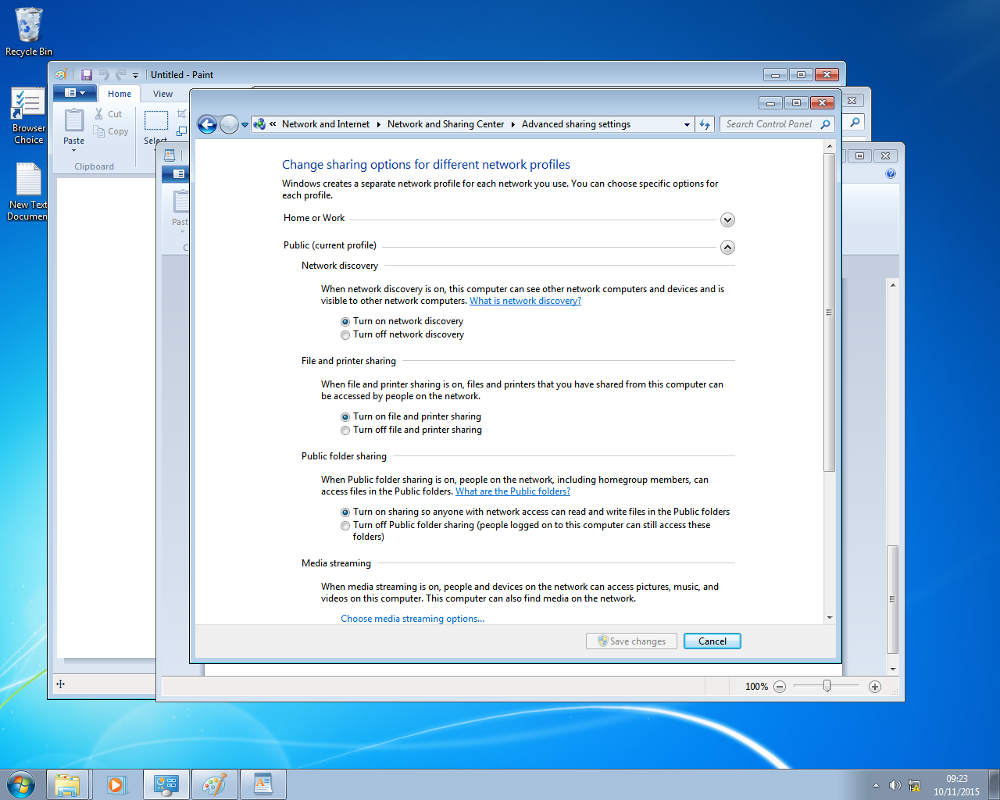 Recycle Bin
Browser
Choice
New Text
Documen
Untitled - Paint
Home
View
Cut
Copy
Paste
Select
Clipboard
Past
C
« Network and Internet
Network and Sharing Center
Advanced sharing settings
Search Control Panel
Change sharing options for different network profiles
Windows creates a separate network profile for each network you use. You can choose specific options for
each profile.
Home or Work
Public (current profile)
Network discovery
When network discovery is on, this computer can see other network computers and devices and is
visible to other network computers. What is network discovery?
Turn on network discovery
Turn off network discovery
File and printer sharing
When file and printer sharing is on, files and printers that you have shared from this computer can
be accessed by people on the network.
Turn on file and printer sharing
Turn off file and printer sharing
Public folder sharing
When Public folder sharing is on, people on the network, including homegroup members, can
access files in the Public folders. What are the Public folders?
Turn on sharing so anyone with network access can read and write files in the Public folders
Turn off Public folder sharing (people logged on to this computer can still access these
folders)
Media streaming
When media streaming is on, people and devices on the network can access pictures, music, and
videos on this computer. This computer can also find media on the network.
Choose media streaming options...
Save changes
Cancel
100%
09:23
10/11/2015